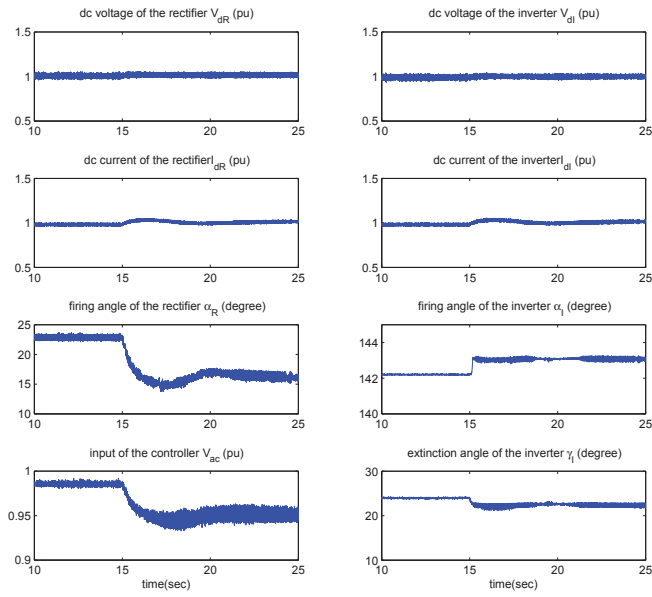 dc voltage of the rectifier V_dR (pu)
1.5
1
0.5
10 15 20 25
dc voltage of the inverter V_dI (pu)
1.5
1
0.5
10 15 20 25
dc current of the rectifierI_dR (pu)
1.5
1
0.5
10 15 20 25
dc current of the inverterI_dI (pu)
1.5
1
0.5
10 15 20 25
firing angle of the rectifier α_R (degree)
25
20
15
10
10 15 20 25
firing angle of the inverter α_I (degree)
144
142
140
10 15 20 25
input of the controller V_ac (pu)
1
0.95
0.9
10 15 20 25
time(sec)
extinction angle of the inverter γ_I (degree)
30
20
10
10 15 20 25
time(sec)